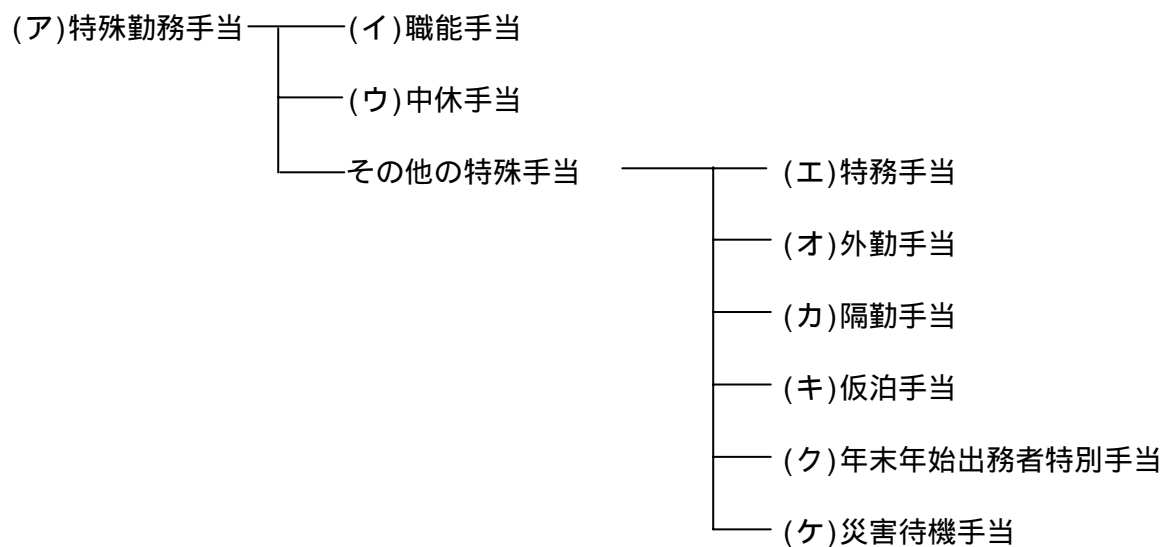 (ア)特殊勤務手当
(イ)職能手当
(ウ)中休手当
その他の特殊手当
(エ)特務手当
(オ)外勤手当
(カ)隔勤手当
(キ)仮泊手当
(ク)年末年始出務者特別手当
(ケ)災害待機手当